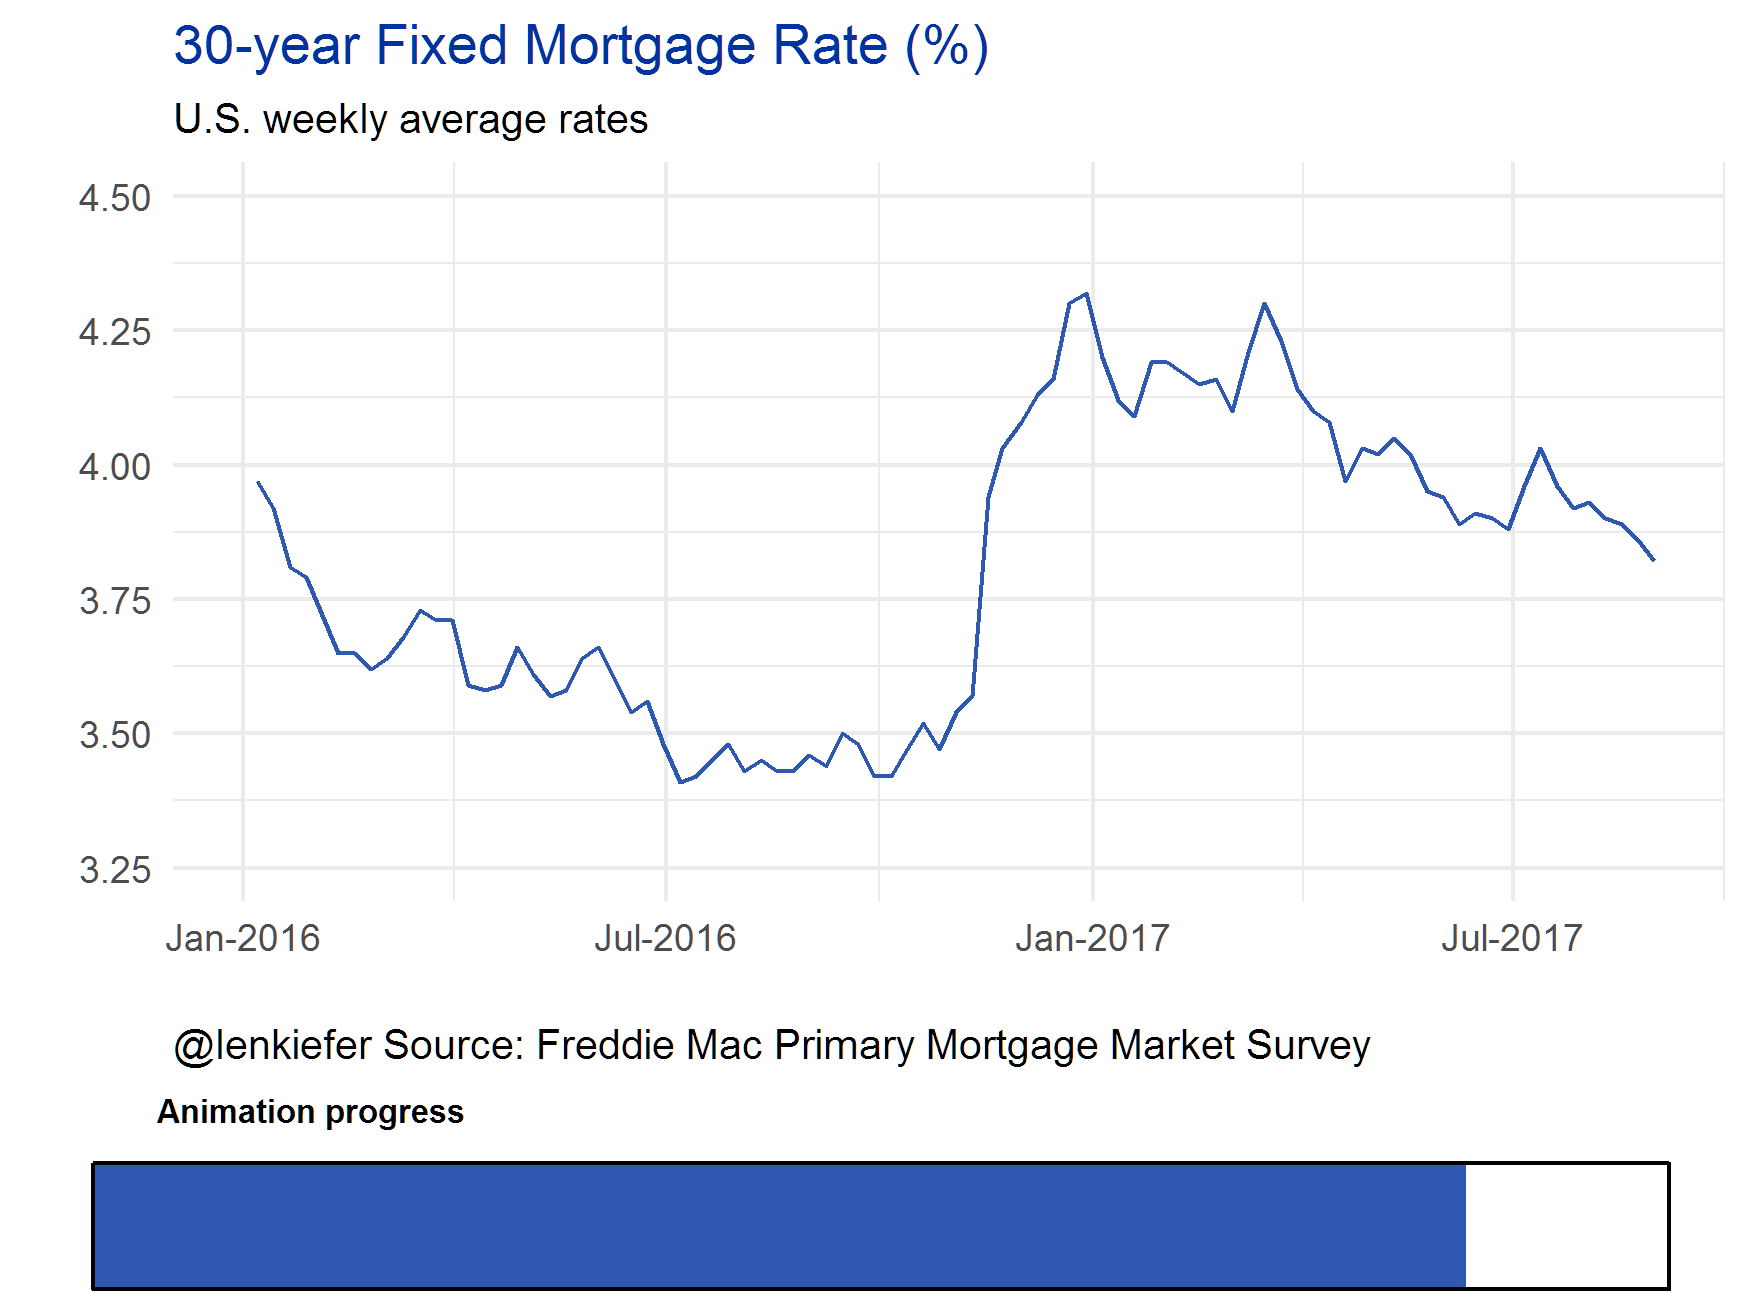 30-year Fixed Mortgage Rate (%)
U.S. weekly average rates
4.50
4.25
4.00
3.75
3.50
3.25
Jan-2016 Jul-2016 Jan-2017 Jul-2017
@lenkiefer Source: Freddie Mac Primary Mortgage Market Survey
Animation progress